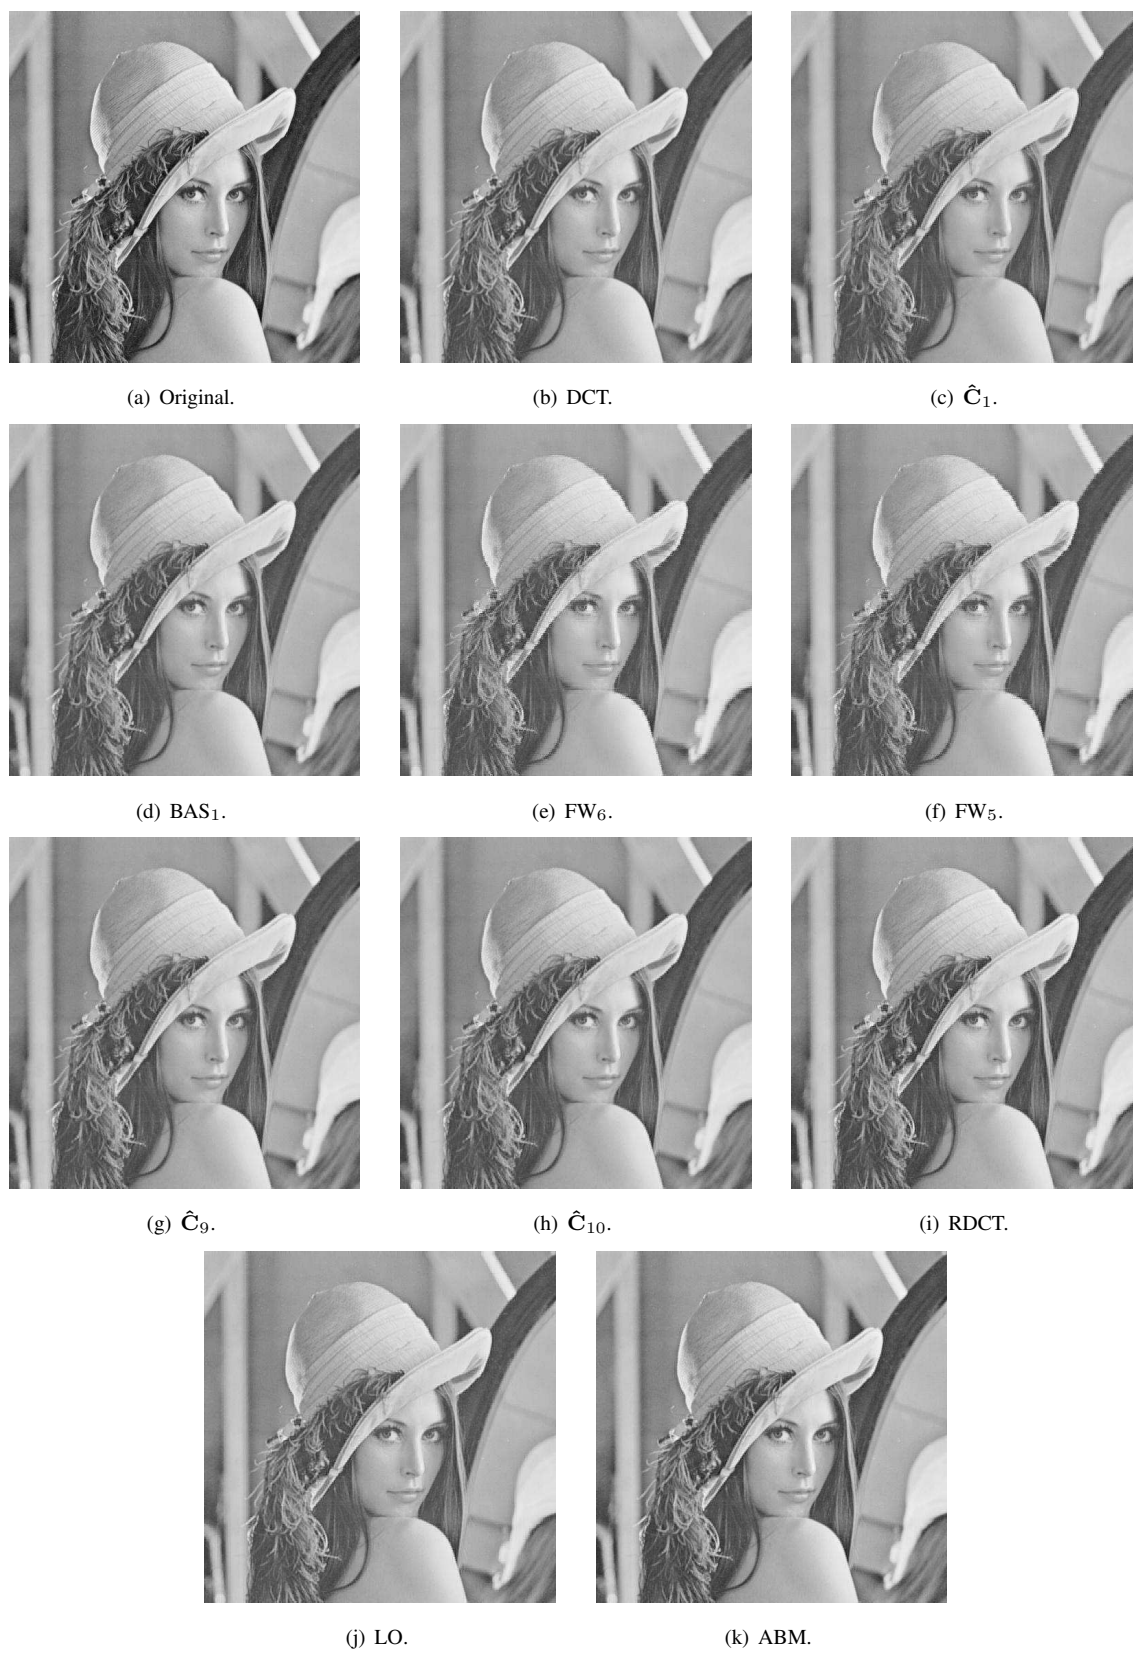 (a) Original.
(b) DCT.
(c) Ĉ₁.
(d) BAS₁.
(e) FW₆.
(f) FW₅.
(g) Ĉ₉.
(h) Ĉ₁₀.
(i) RDCT.
(j) LO.
(k) ABM.